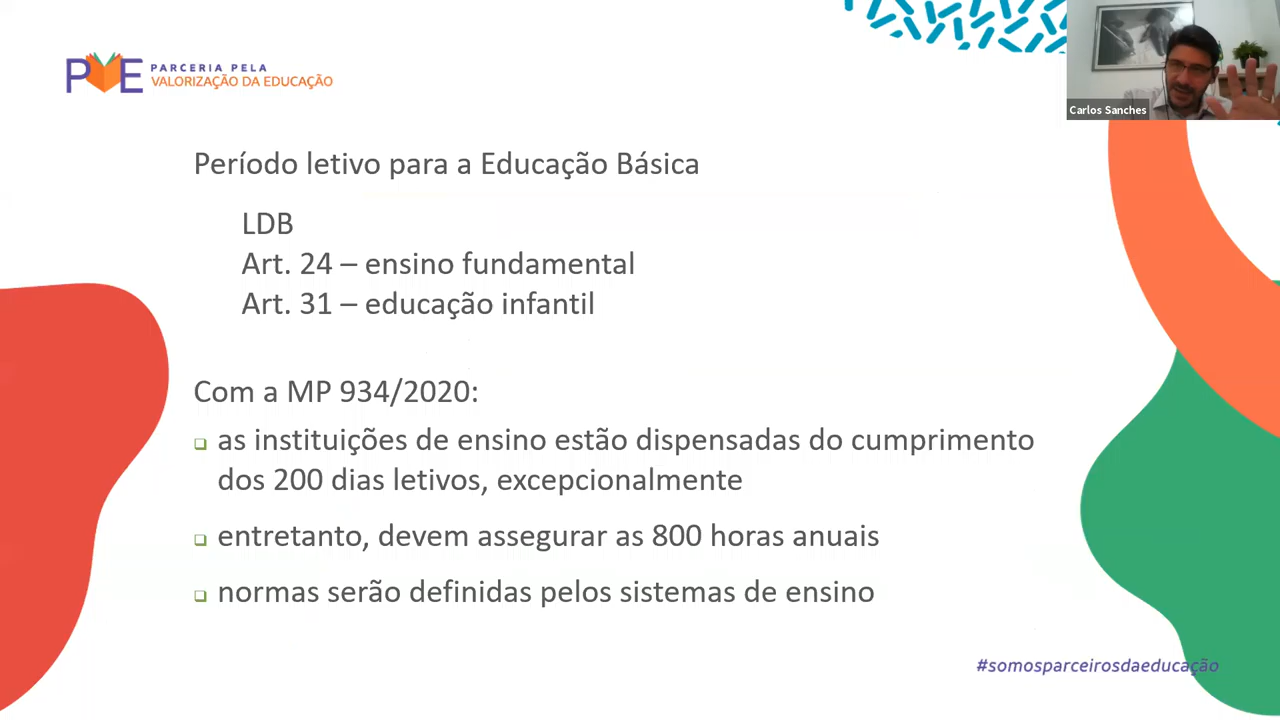 PVE PARCERIA PELA
VALORIZAÇÃO DA EDUCAÇÃO
Carlos Sanches
Período letivo para a Educação Básica
LDB
Art. 24 – ensino fundamental
Art. 31 – educação infantil
Com a MP 934/2020:
as instituições de ensino estão dispensadas do cumprimento
dos 200 dias letivos, excepcionalmente
entretanto, devem assegurar as 800 horas anuais
normas serão definidas pelos sistemas de ensino
#somosparceirosdaeducação